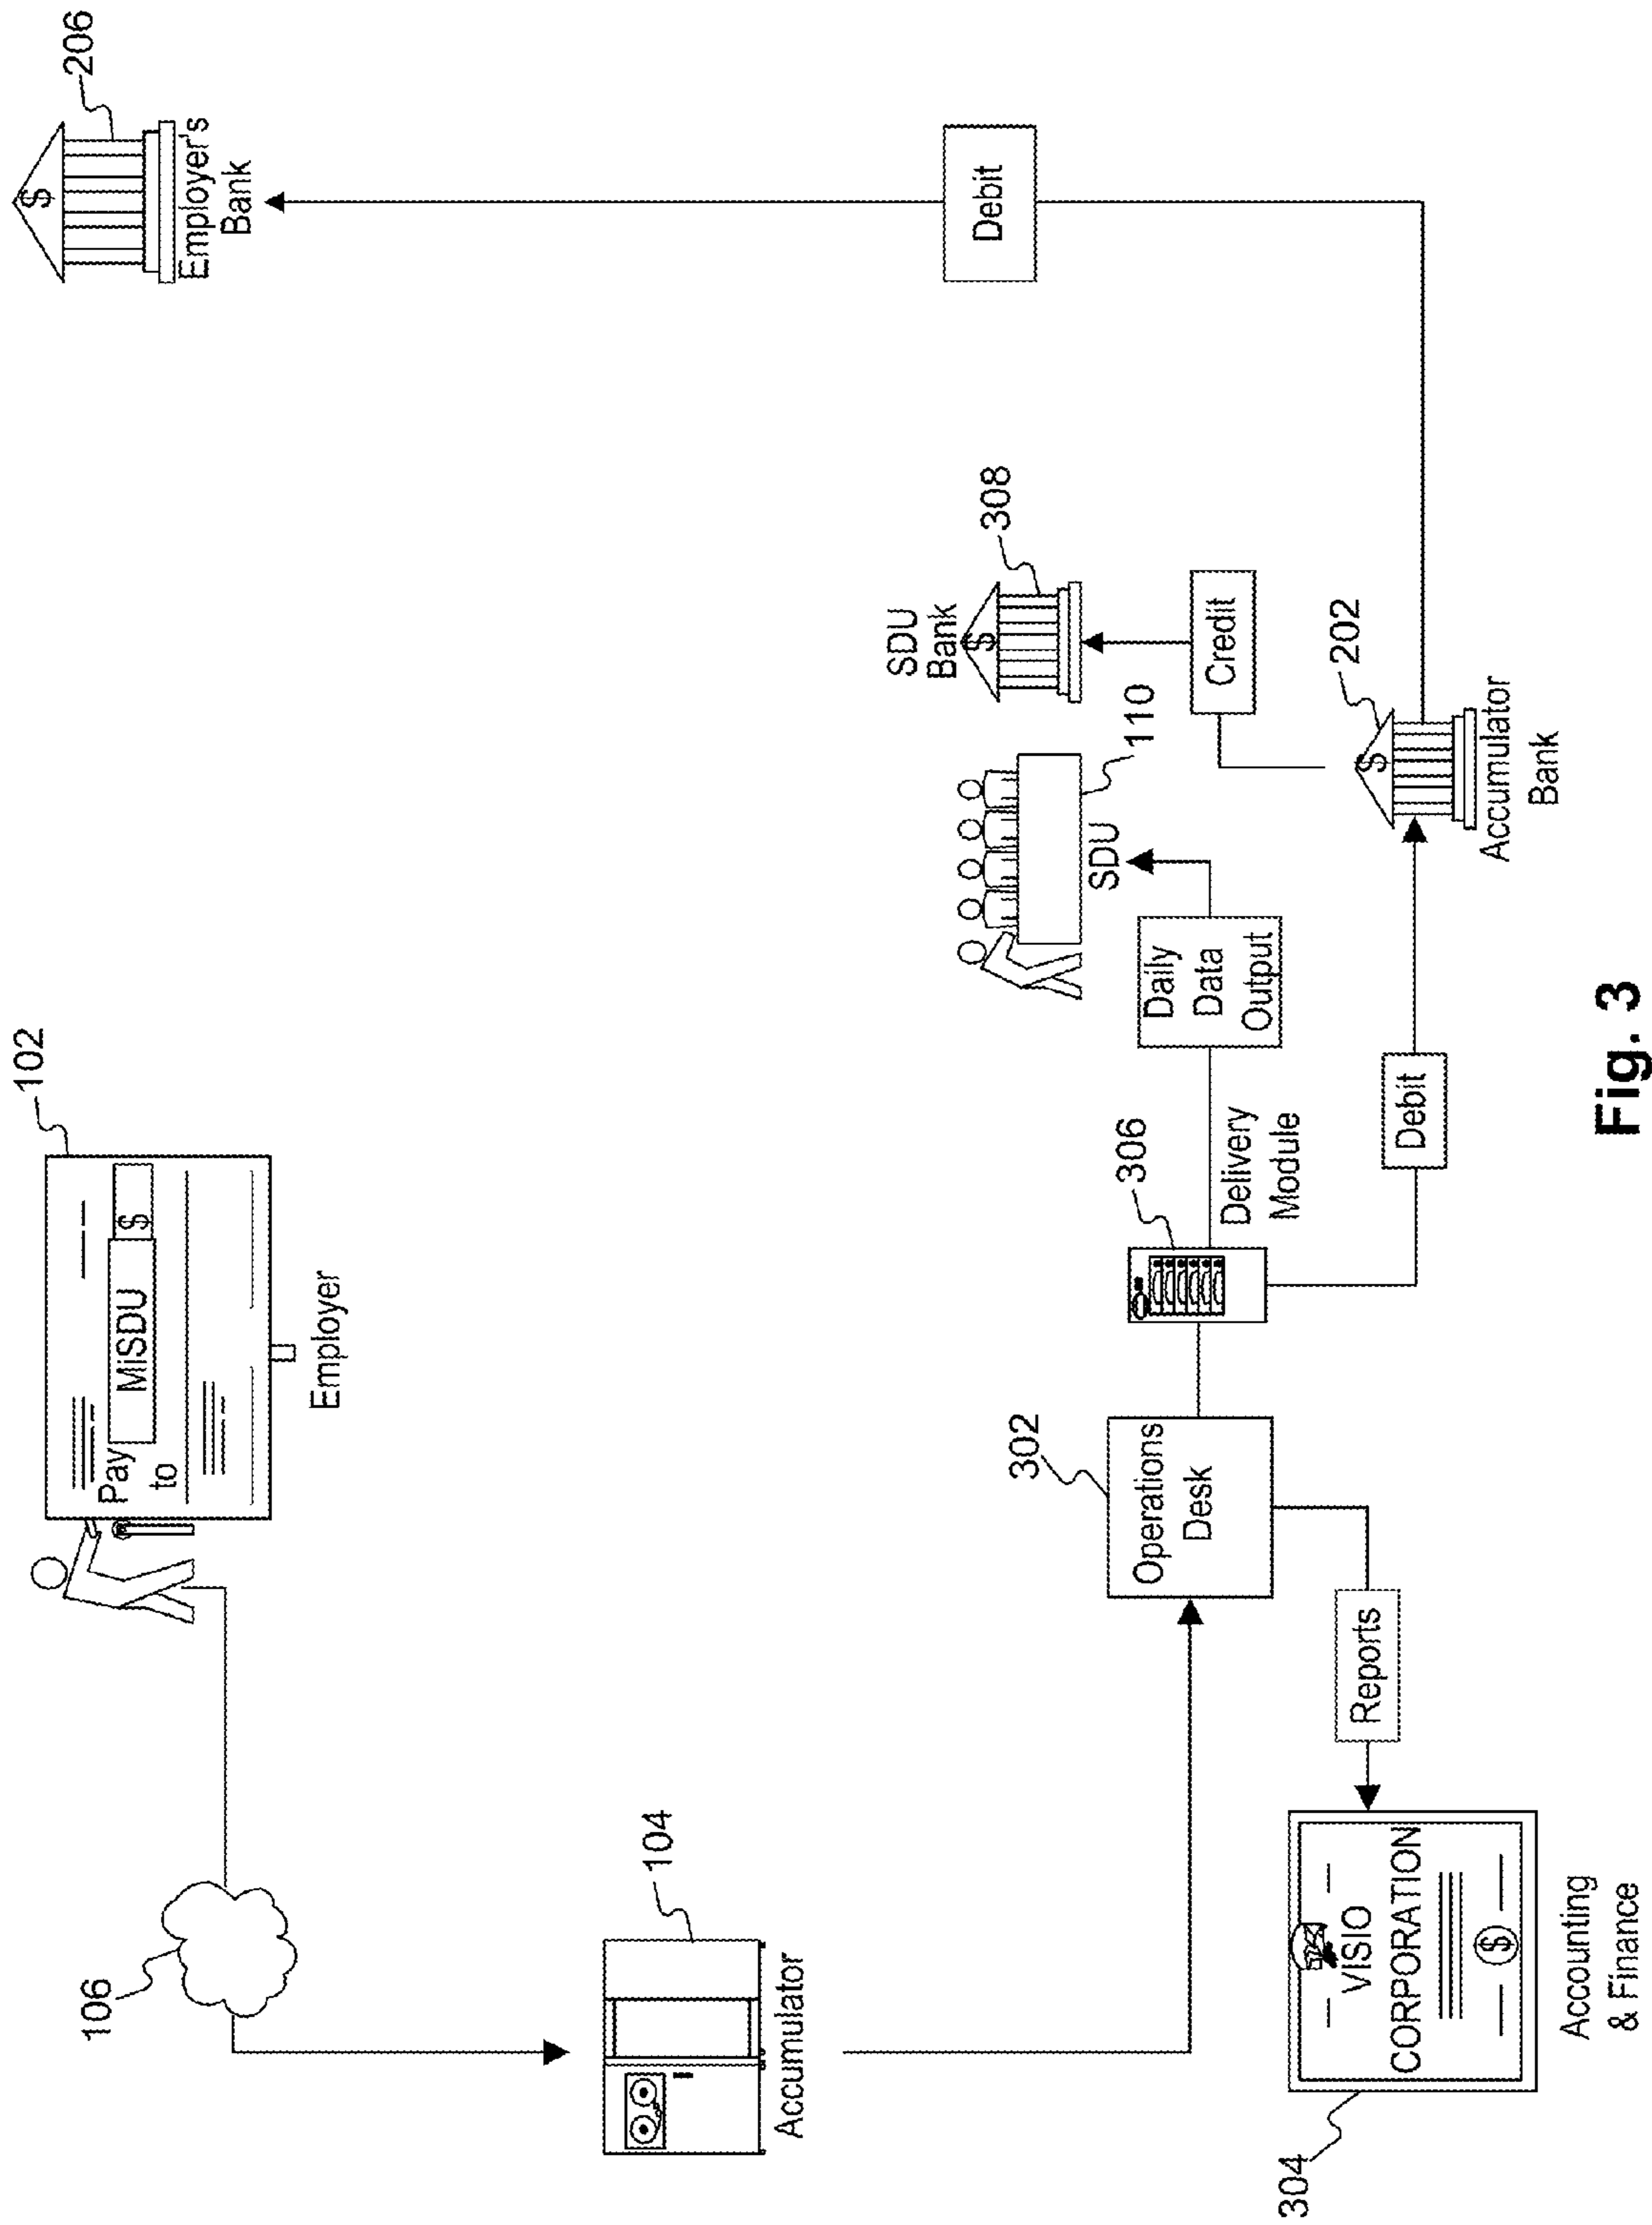 102
Pay
to
MiSDU
$
Employer
106
104
Accumulator
$
206
Employer's
Bank
Debit
SDU
Bank
$
308
110
SDU
Credit
302
Operations
Desk
306
Delivery
Module
Daily
Data
Output
Debit
$
202
Accumulator
Bank
Reports
304
VISIO
CORPORATION
$
Accounting
& Finance
Fig. 3